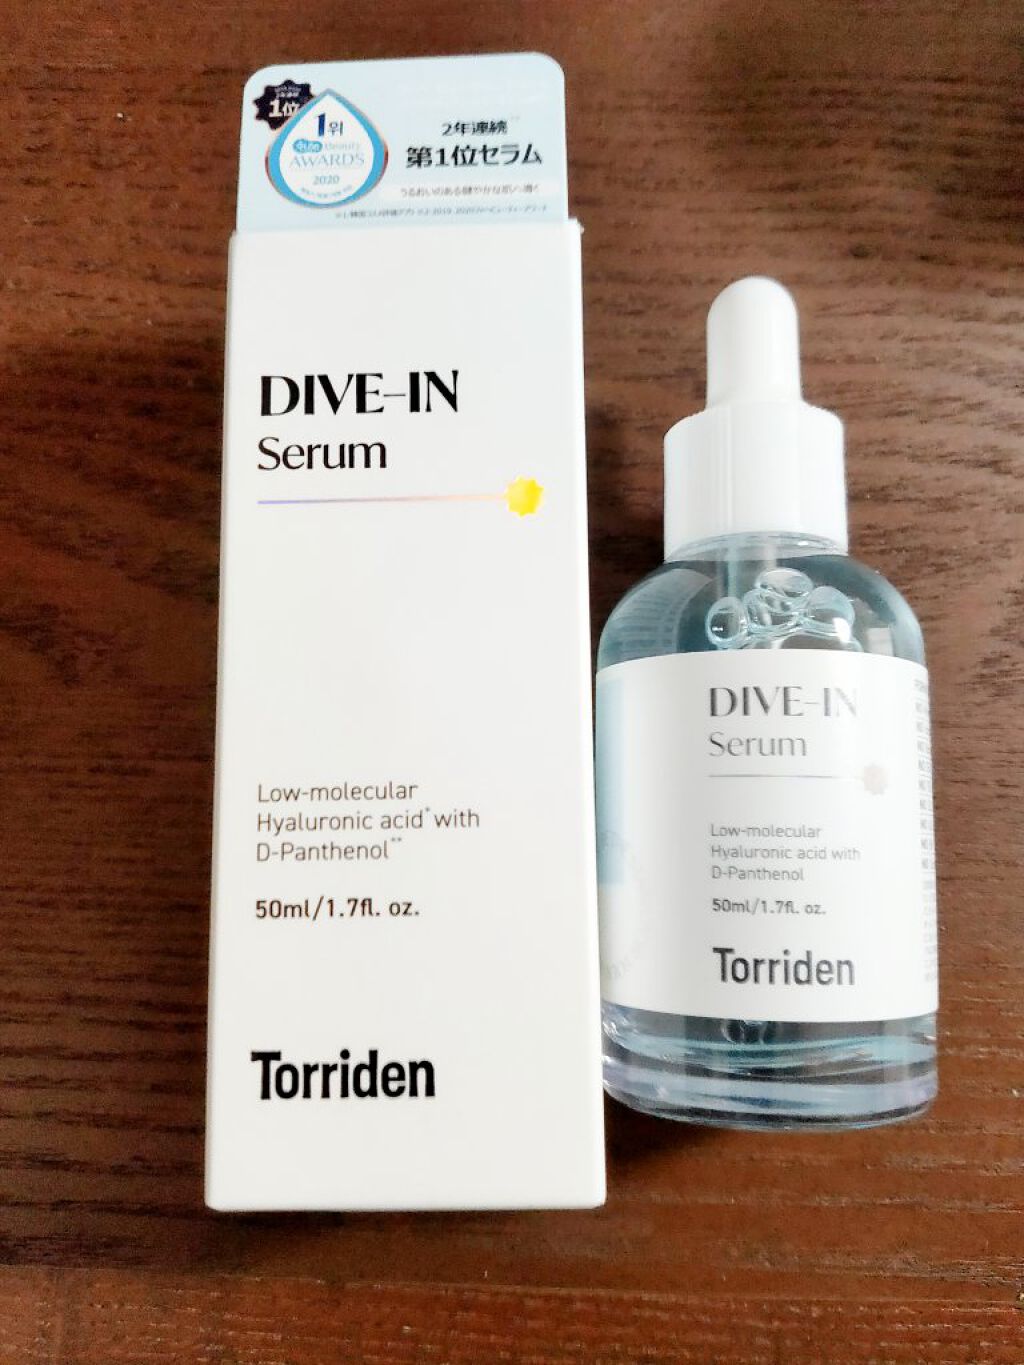 1位
1위
Beauty
AWARDS
2020
2年連続
第1位セラム
DIVE-IN
Serum
Low-molecular
Hyaluronic acid* with
D-Panthenol**
50ml/1.7fl. oz.
Torriden
DIVE-IN
Serum
Low-molecular
Hyaluronic acid with
D-Panthenol
50ml/1.7fl. oz.
Torriden